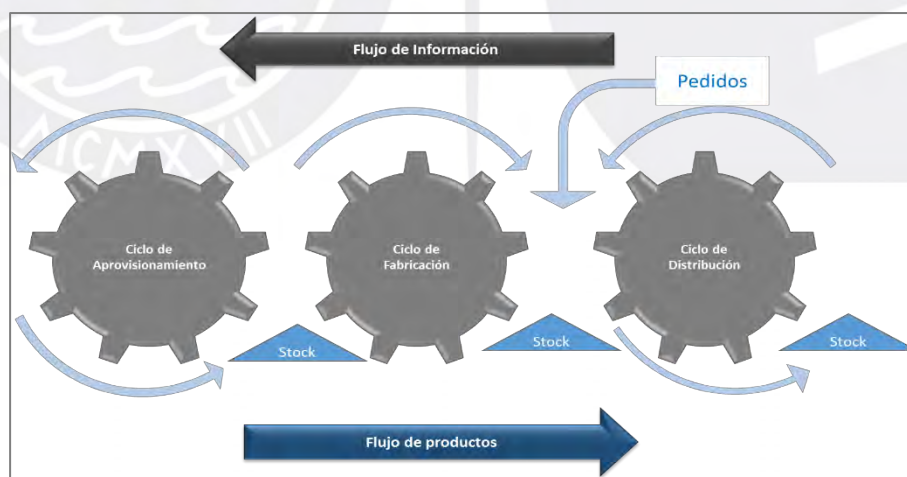 Flujo de Información
Pedidos
MCMXVII
Ciclo de
Aprovisionamiento
Ciclo de
Fabricación
Ciclo de
Distribución
Stock
Stock
Stock
Flujo de productos